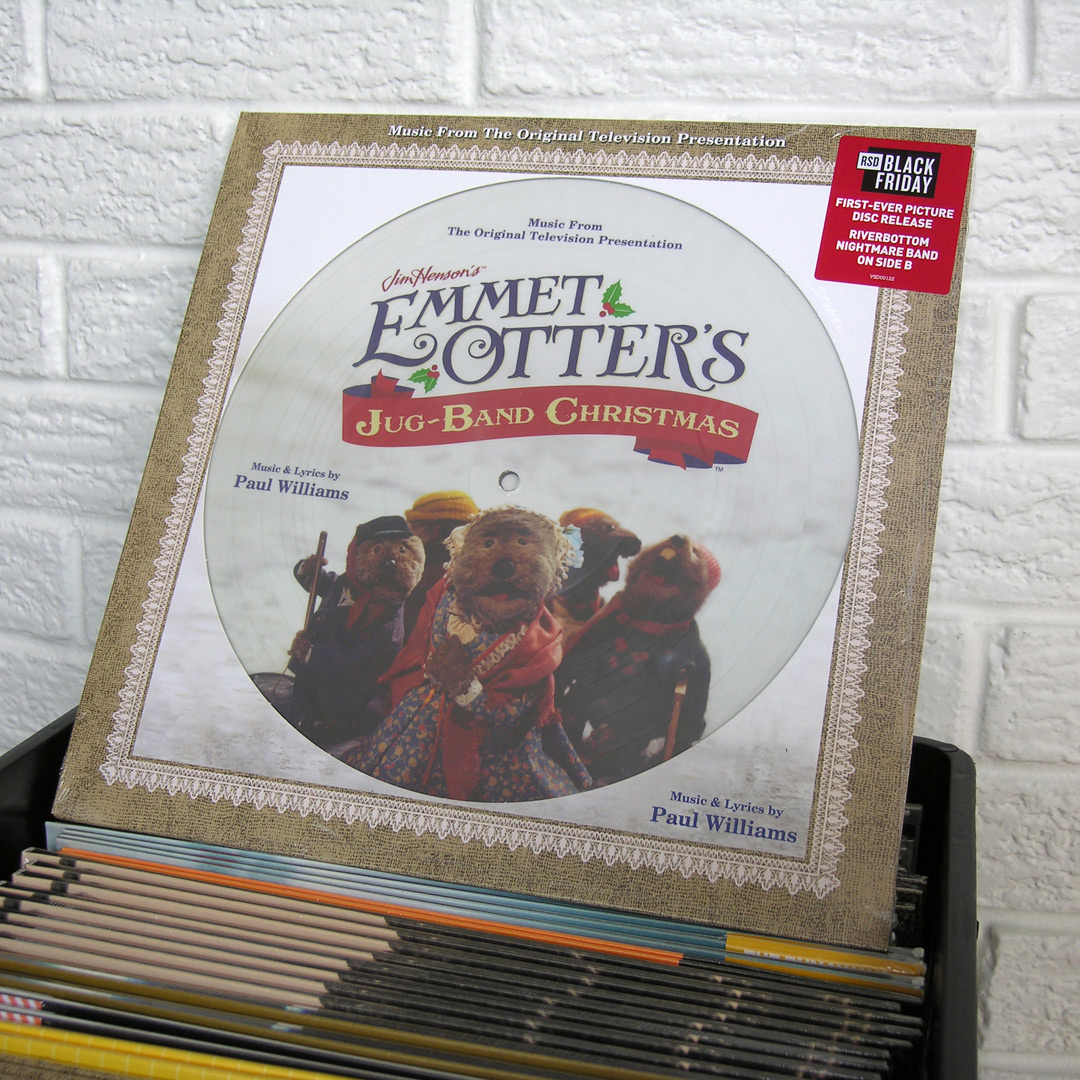 Music From The Original Television Presentation
RSD BLACK
FRIDAY
FIRST-EVER PICTURE
DISC RELEASE
RIVERBOTTOM
NIGHTMARE BAND
ON SIDE B
VSD00122
Music From
The Original Television Presentation
Jim Henson's
EMMET
OTTER'S
JUG-BAND CHRISTMAS
TM
Music & Lyrics by
Paul Williams
Music & Lyrics by
Paul Williams